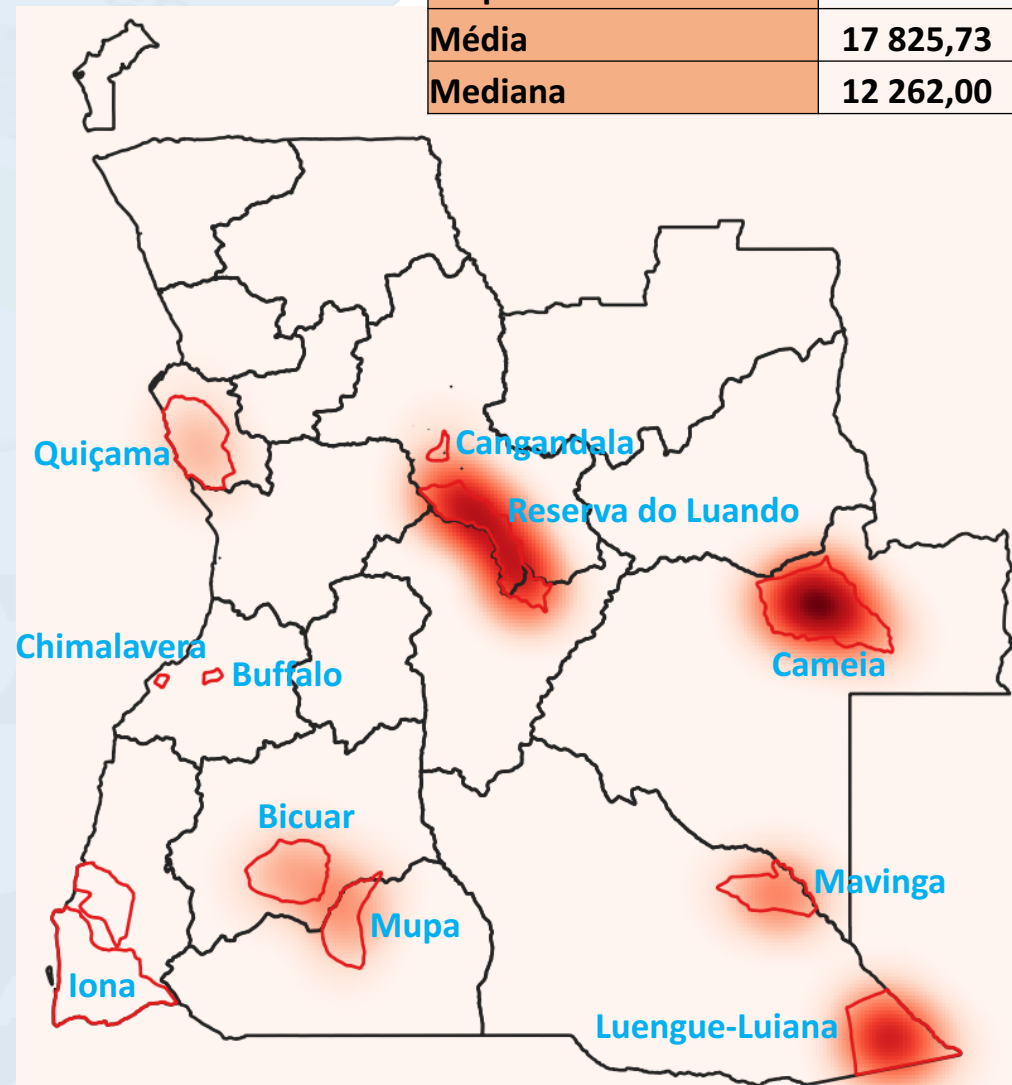 Média 17 825,73
Mediana 12 262,00
Quiçama
Cangandala
Reserva do Luando
Chimalavera
Buffalo
Cameia
Bicuar
Mavinga
Mupa
Iona
Luengue-Luiana